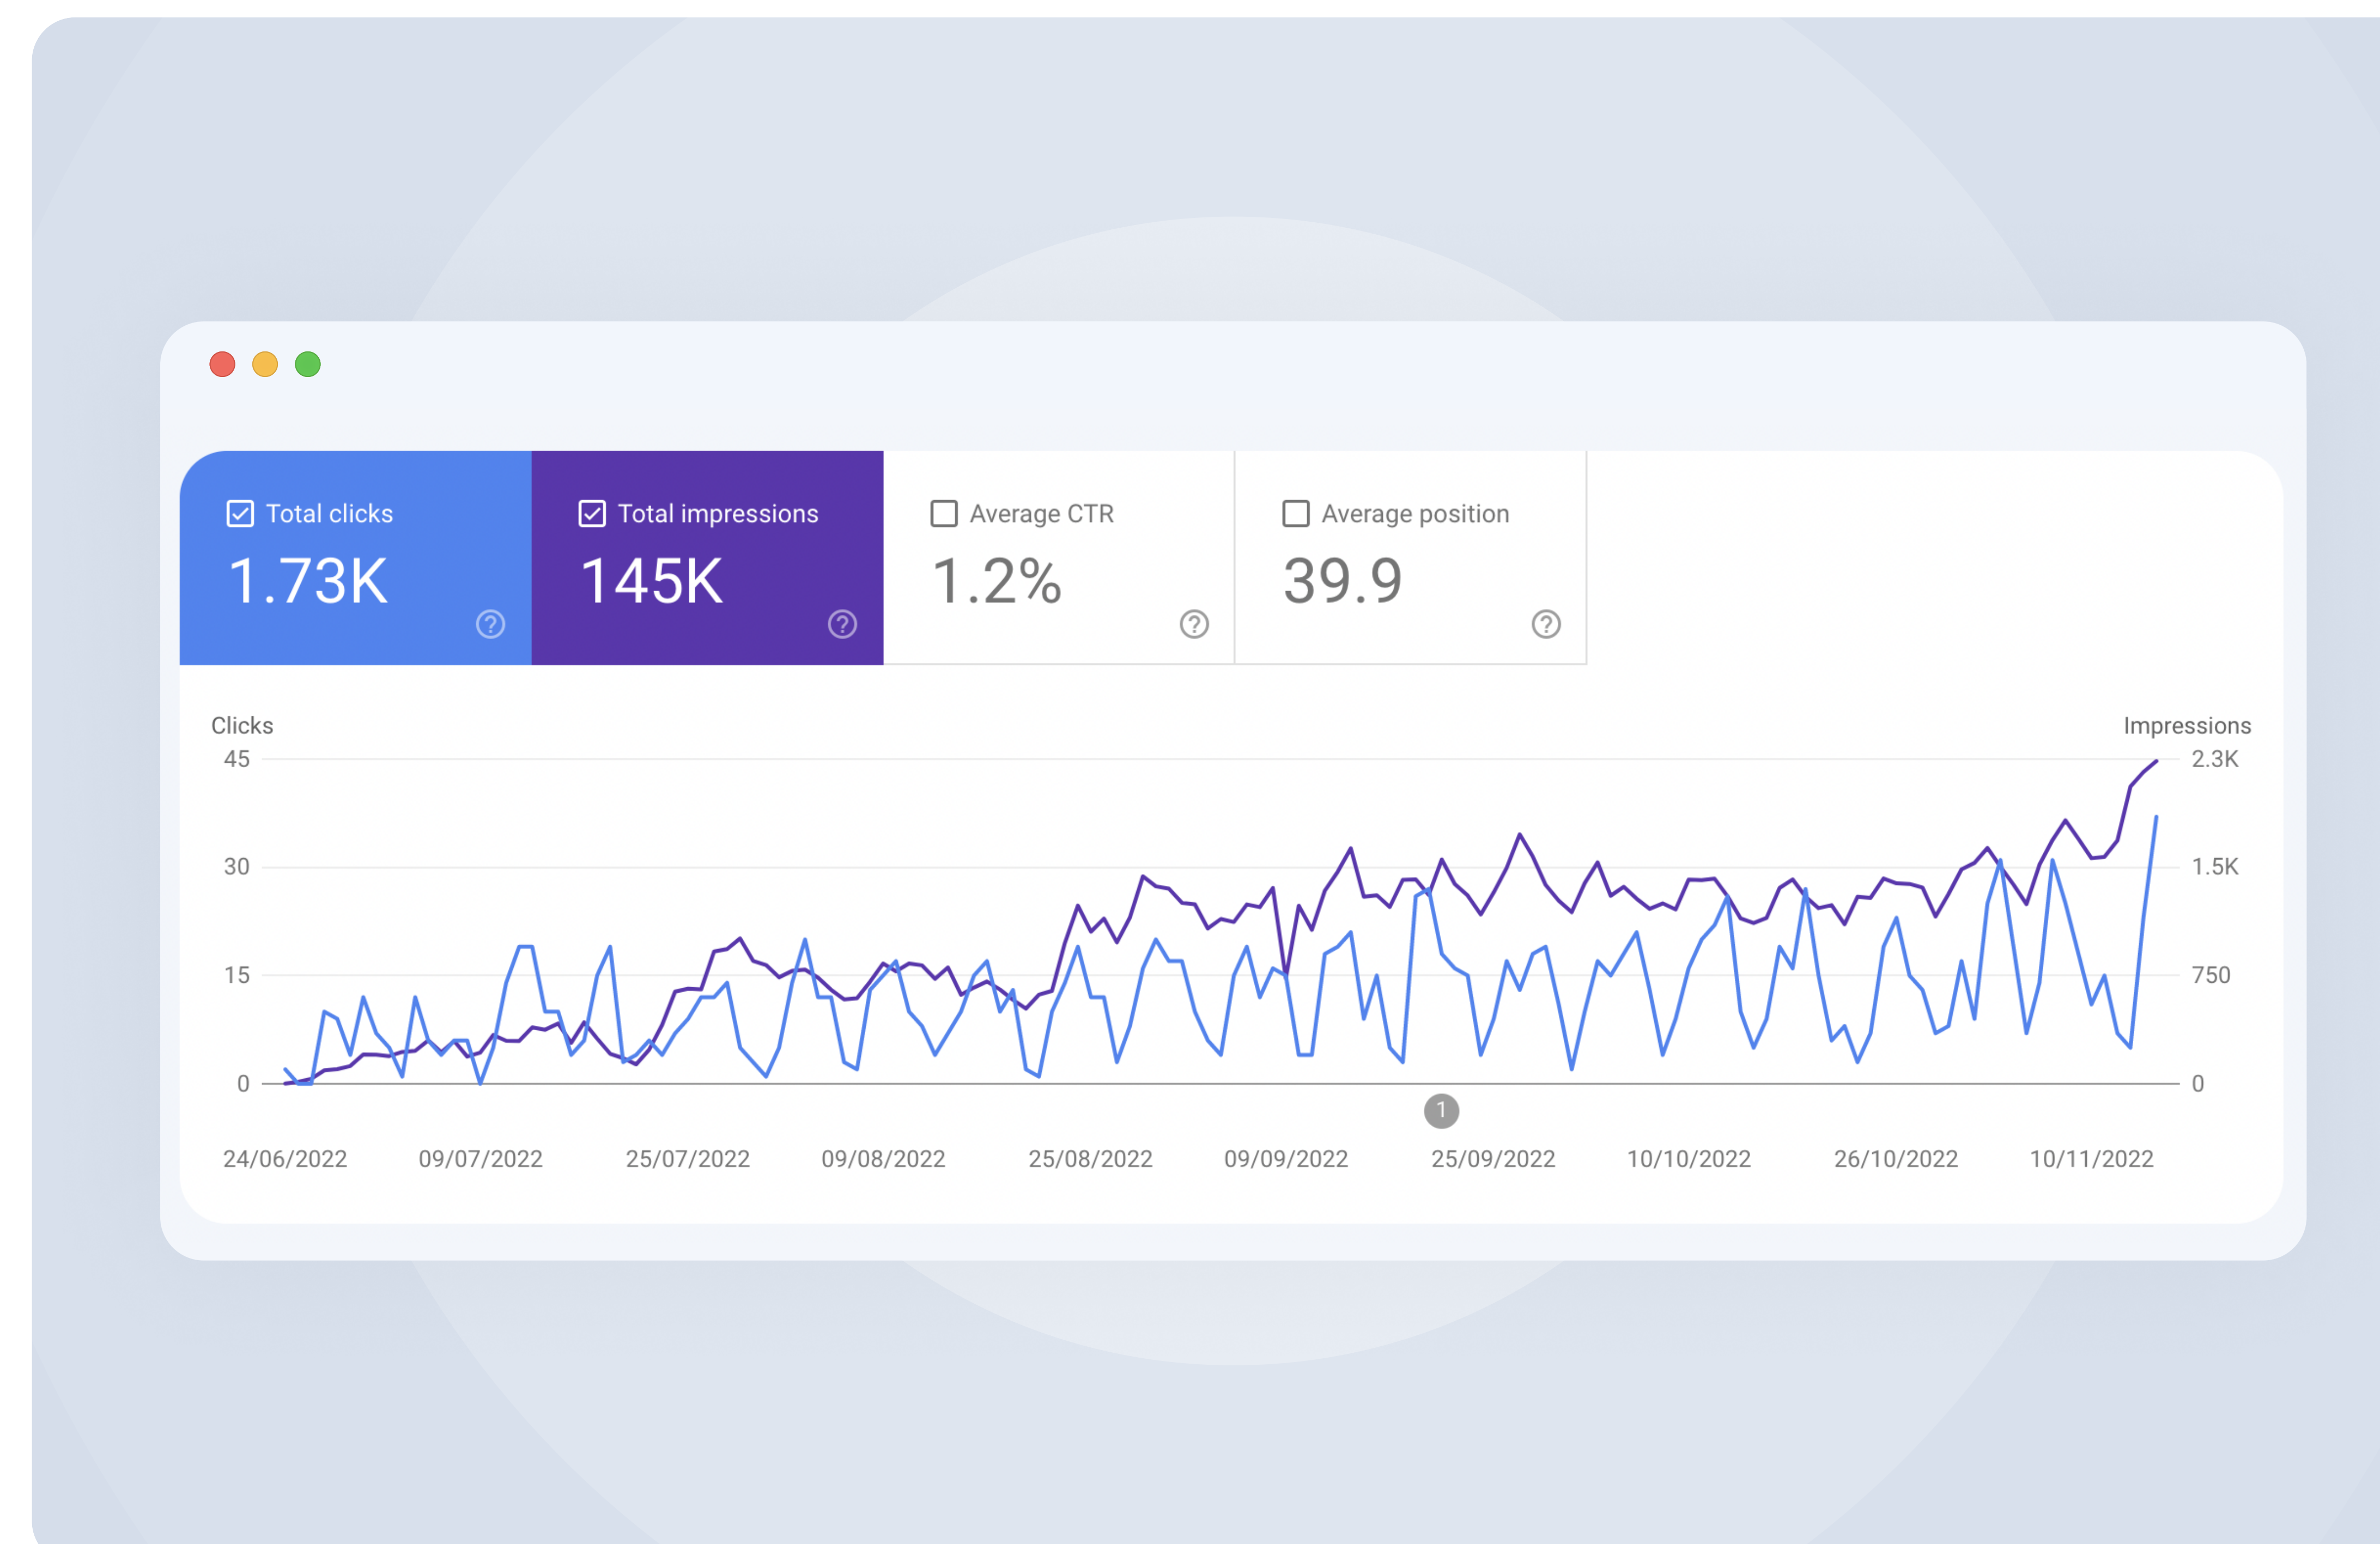 Total clicks
1.73K
Total impressions
145K
Average CTR
1.2%
Average position
39.9
Clicks
Impressions
45
2.3K
30
1.5K
15
750
0
0
1
24/06/2022
09/07/2022
25/07/2022
09/08/2022
25/08/2022
09/09/2022
25/09/2022
10/10/2022
26/10/2022
10/11/2022